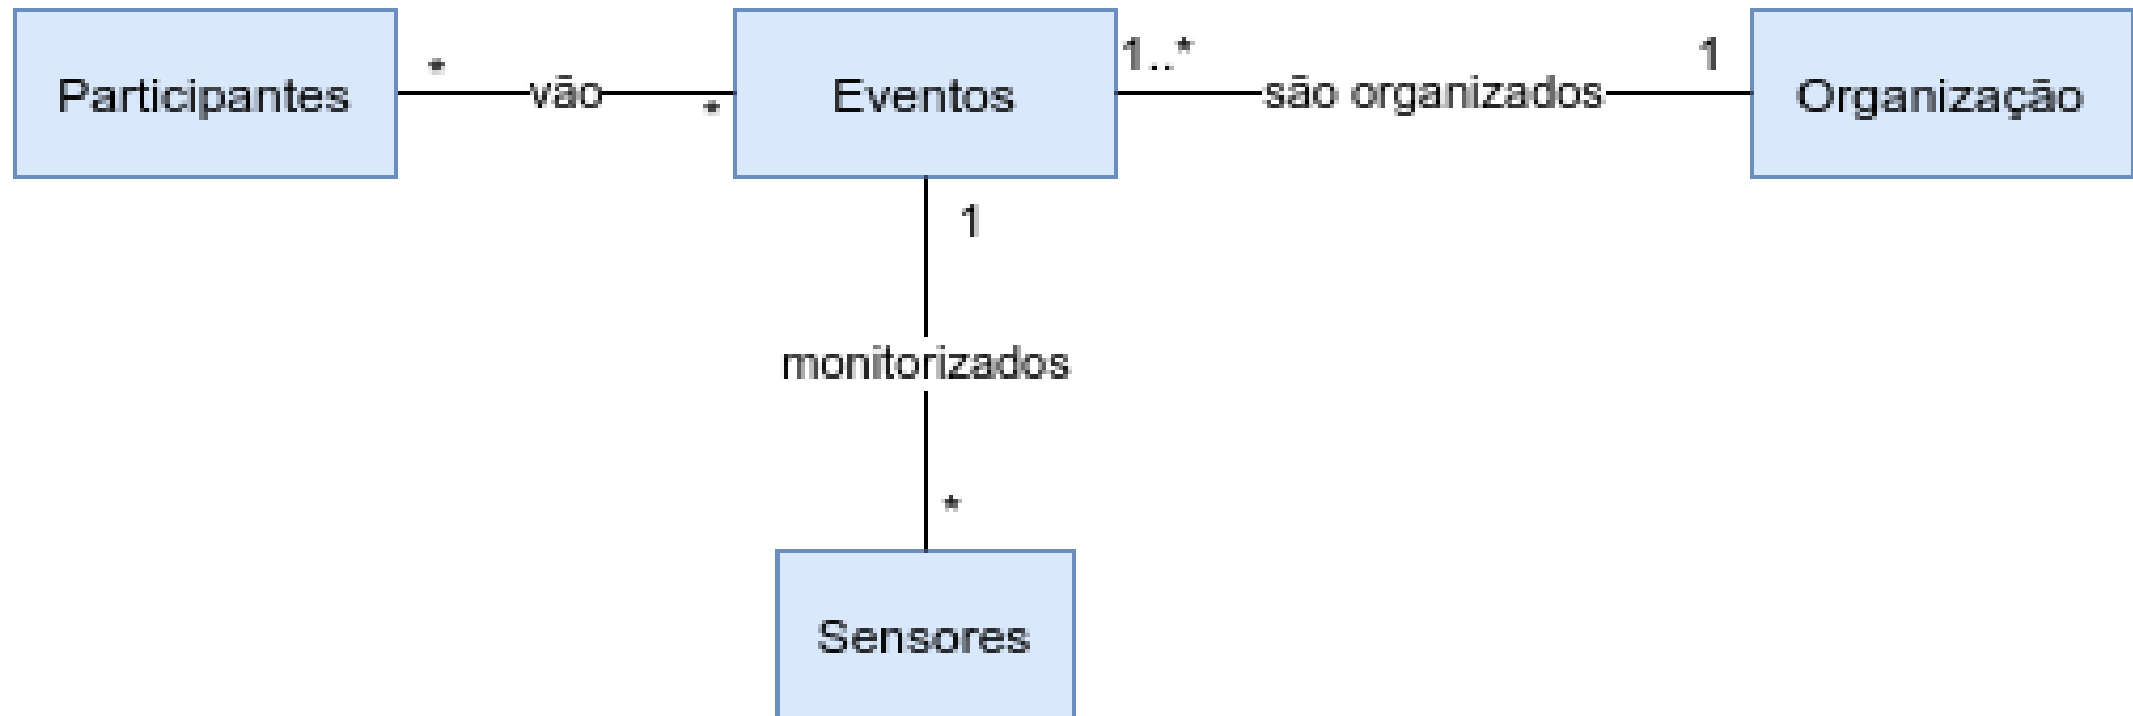 Participantes
*
vão
*
Eventos
1..*
são organizados
1
Organização
1
monitorizados
*
Sensores